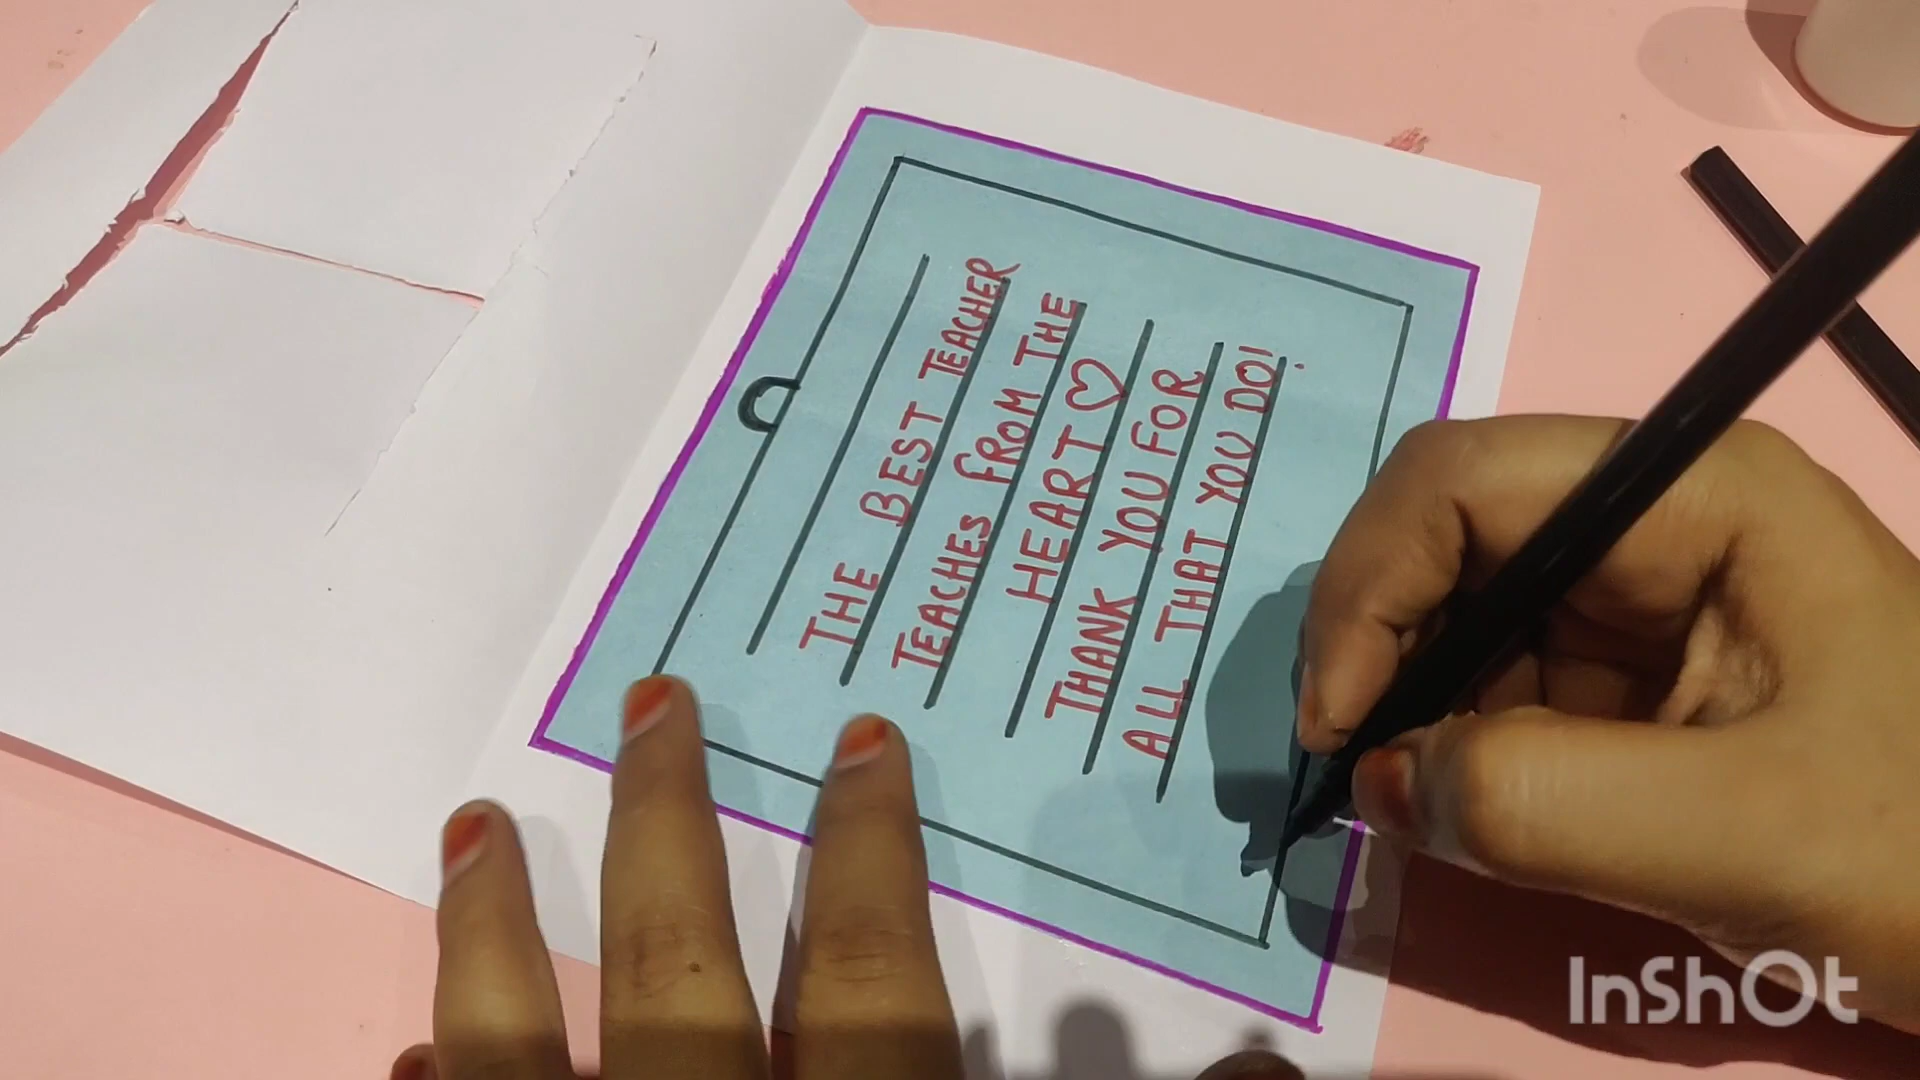 THE BEST TEACHER
TEACHES FROM THE
HEART ♡
THANK YOU FOR
ALL THAT YOU DO!
InShOt